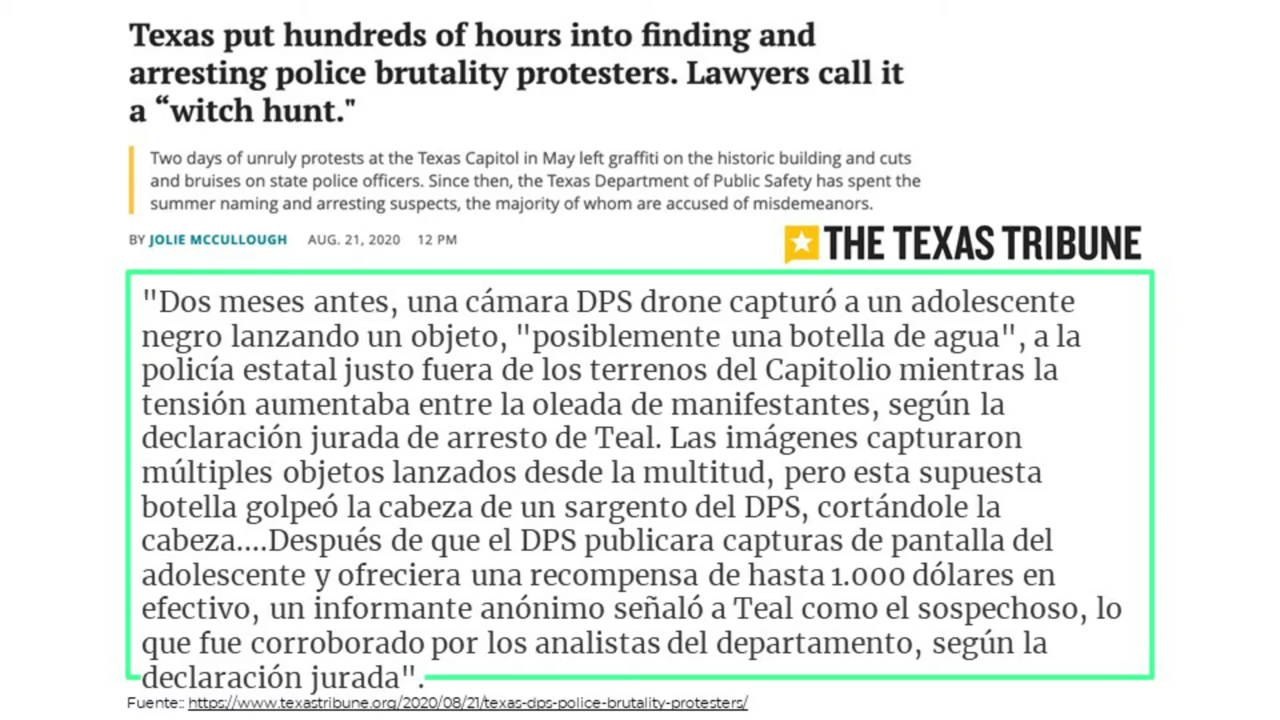 Texas put hundreds of hours into finding and
arresting police brutality protesters. Lawyers call it
a “witch hunt."
Two days of unruly protests at the Texas Capitol in May left graffiti on the historic building and cuts
and bruises on state police officers. Since then, the Texas Department of Public Safety has spent the
summer naming and arresting suspects, the majority of whom are accused of misdemeanors.
BY JOLIE MCCULLOUGH AUG. 21, 2020 12 PM
THE TEXAS TRIBUNE
"Dos meses antes, una cámara DPS drone capturó a un adolescente
negro lanzando un objeto, "posiblemente una botella de agua", a la
policía estatal justo fuera de los terrenos del Capitolio mientras la
tensión aumentaba entre la oleada de manifestantes, según la
declaración jurada de arresto de Teal. Las imágenes capturaron
múltiples objetos lanzados desde la multitud, pero esta supuesta
botella golpeó la cabeza de un sargento del DPS, cortándole la
cabeza....Después de que el DPS publicara capturas de pantalla del
adolescente y ofreciera una recompensa de hasta 1.000 dólares en
efectivo, un informante anónimo señaló a Teal como el sospechoso, lo
que fue corroborado por los analistas del departamento, según la
declaración jurada".
Fuente:: https://www.texastribune.org/2020/08/21/texas-dps-police-brutality-protesters/